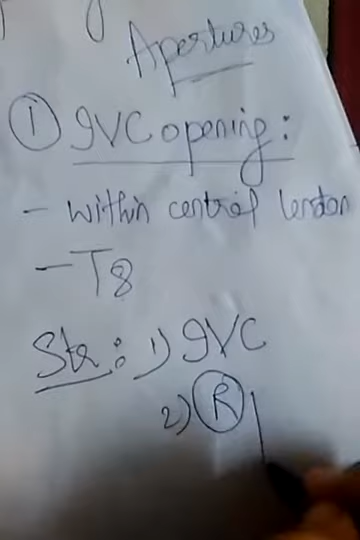 Apertures
① IVC opening:
- within central tendon
- T8
Str: 1) IVC
2) Ⓡ